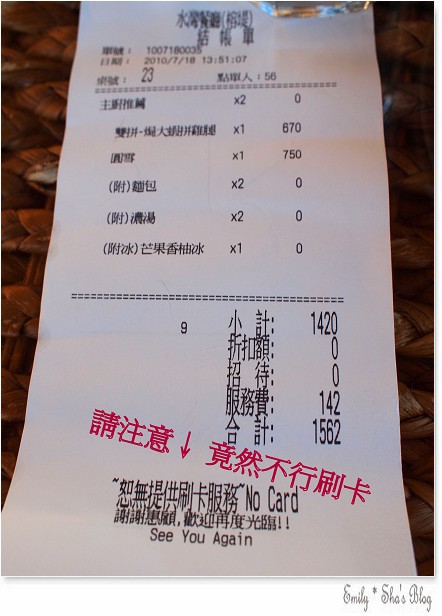 水灣餐廳(榕堤)
結帳單
單號： 1007180035
日期： 2010/7/18 13:51:07
桌號： 23 點單人：56
==========================================
主廚推薦 x2 0
雙拼-焗大蝦拼雞腿 x1 670
圓雪 x1 750
(附)麵包 x2 0
(附)濃湯 x2 0
(附冰)芒果香柚冰 x1 0
==========================================
9 小 計: 1420
折扣額: 0
招 待: 0
服務費: 142
合 計: 1562
請注意↓ 竟然不行刷卡
~恕無提供刷卡服務~No Card
謝謝惠顧,歡迎再度光臨!!
See You Again
Emily * Sha's Blog